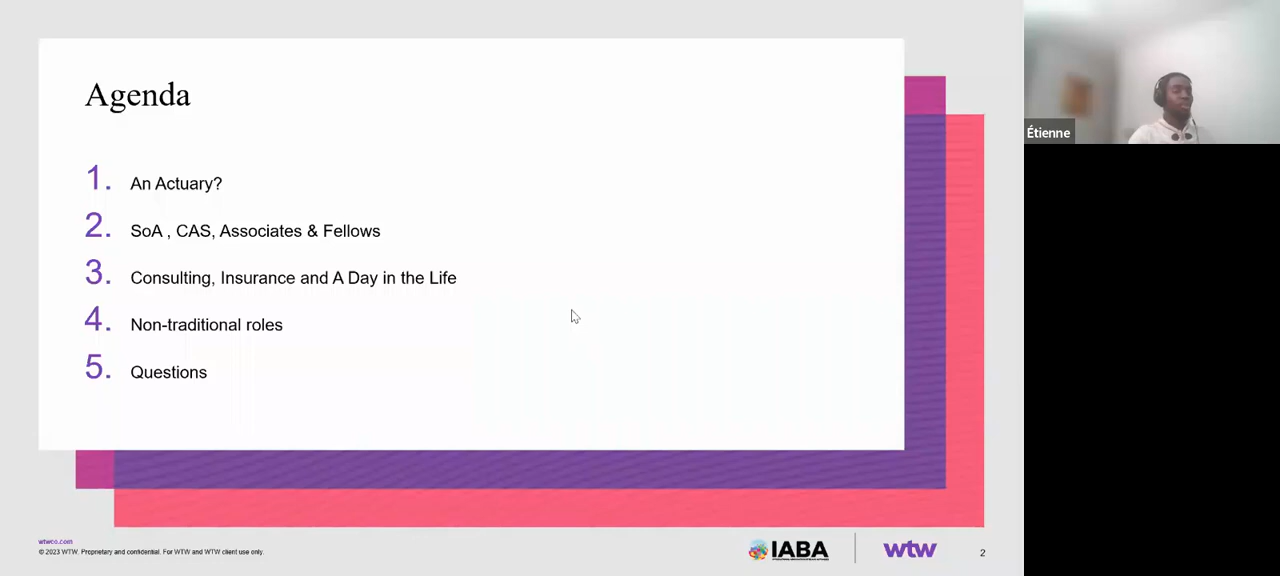 Agenda
1. An Actuary?
2. SoA , CAS, Associates & Fellows
3. Consulting, Insurance and A Day in the Life
4. Non-traditional roles
5. Questions
Étienne
wtwco.com
© 2023 WTW. Proprietary and confidential. For WTW and WTW client use only.
IABA
wtw
2